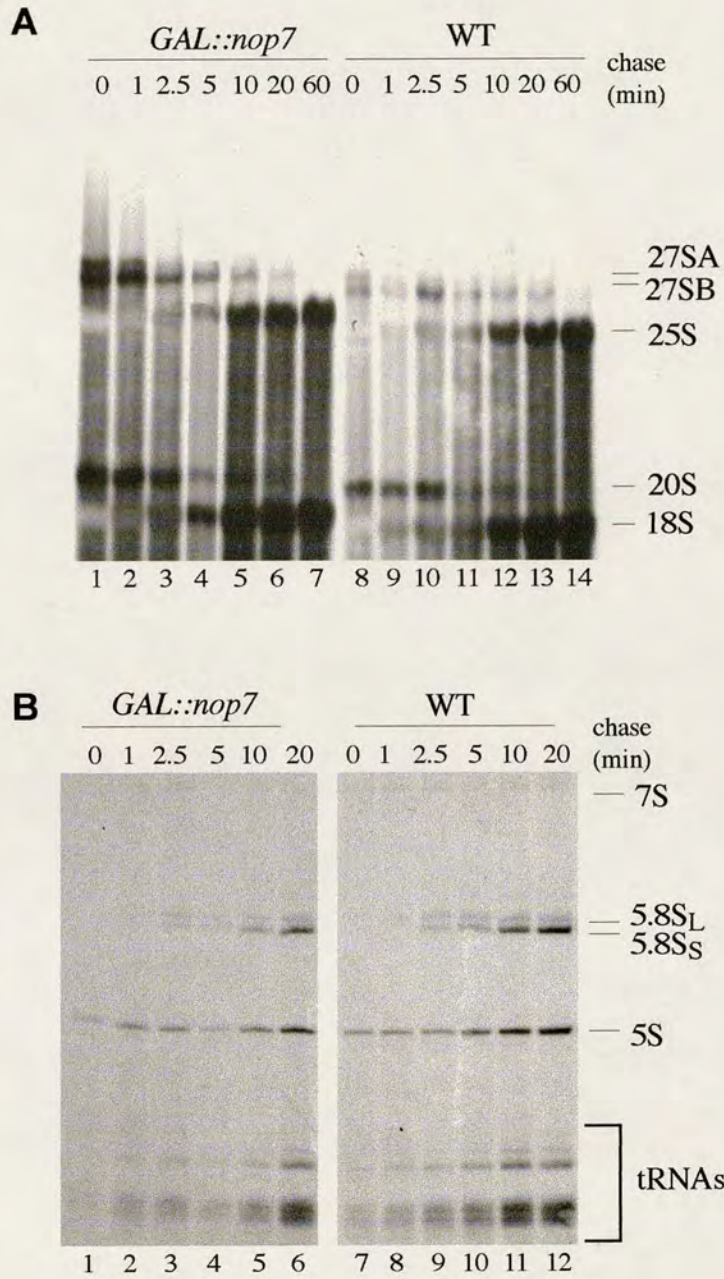 A
GAL::nop7 WT
chase
(min)
0 1 2.5 5 10 20 60 0 1 2.5 5 10 20 60
27SA
27SB
25S
20S
18S
1 2 3 4 5 6 7 8 9 10 11 12 13 14
B
GAL::nop7 WT
chase
(min)
0 1 2.5 5 10 20 0 1 2.5 5 10 20
7S
5.8SL
5.8SS
5S
tRNAs
1 2 3 4 5 6 7 8 9 10 11 12